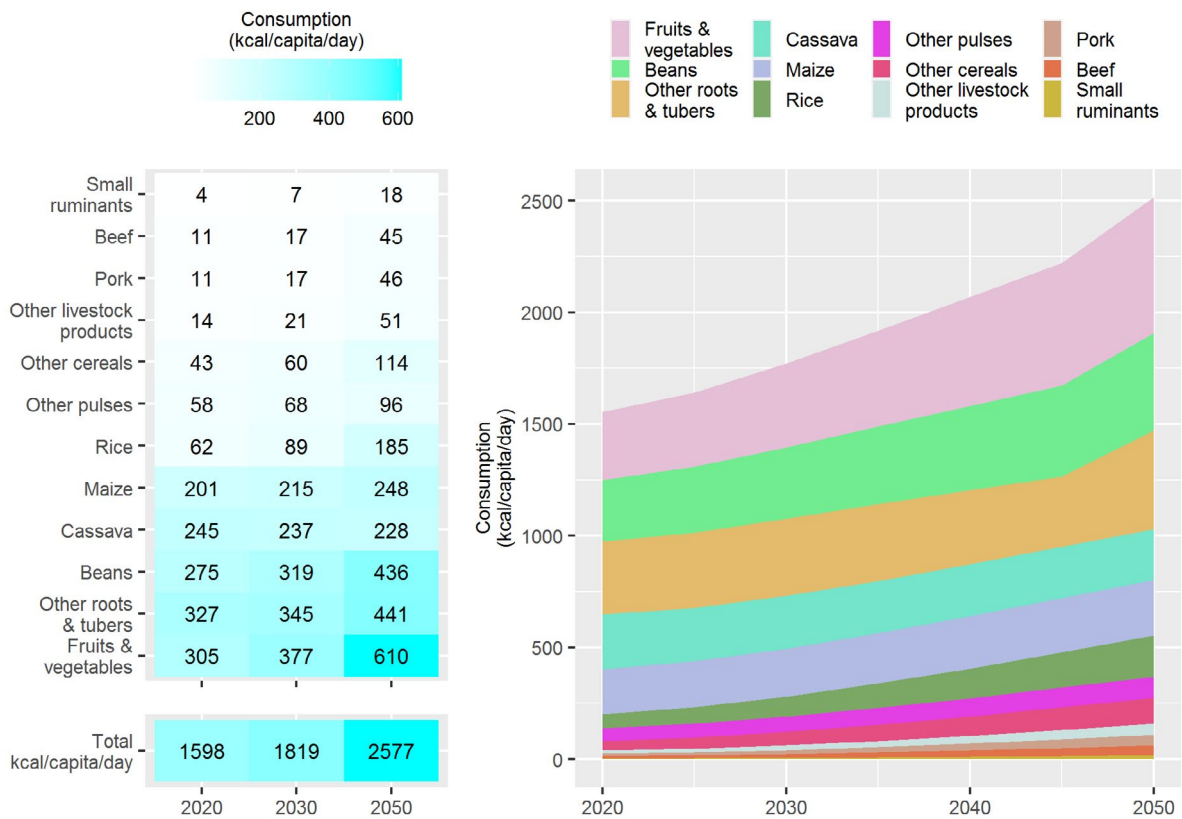 Consumption
(kcal/capita/day)
200 400 600
Small
ruminants
4 7 18
Beef
11 17 45
Pork
11 17 46
Other livestock
products
14 21 51
Other cereals
43 60 114
Other pulses
58 68 96
Rice
62 89 185
Maize
201 215 248
Cassava
245 237 228
Beans
275 319 436
Other roots
& tubers
327 345 441
Fruits &
vegetables
305 377 610
Total
kcal/capita/day
1598 1819 2577
2020 2030 2050
Fruits &
vegetables
Beans
Other roots
& tubers
Cassava
Maize
Rice
Other pulses
Other cereals
Other livestock
products
Pork
Beef
Small
ruminants
Consumption
(kcal/capita/day)
2500
2000
1500
1000
500
0
2020 2030 2040 2050